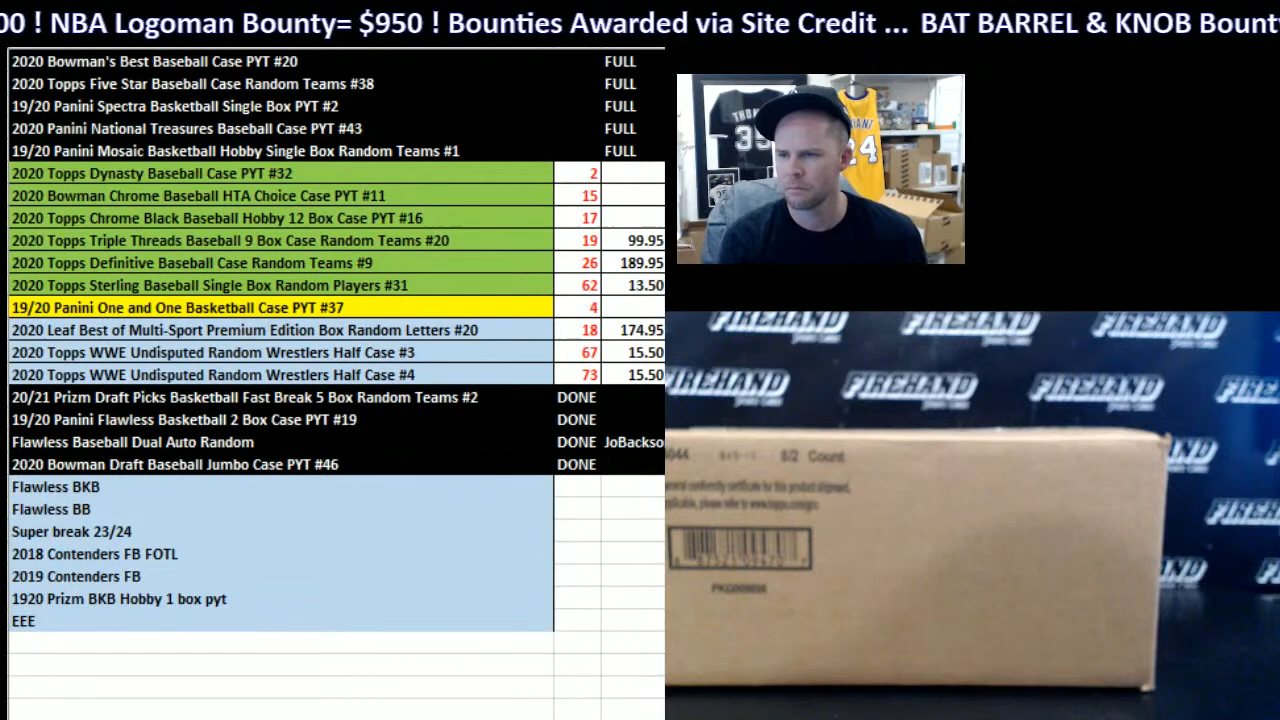 00 ! NBA Logoman Bounty= $950 ! Bounties Awarded via Site Credit ... BAT BARREL & KNOB Bount
2020 Bowman's Best Baseball Case PYT #20 FULL
2020 Topps Five Star Baseball Case Random Teams #38 FULL
19/20 Panini Spectra Basketball Single Box PYT #2 FULL
2020 Panini National Treasures Baseball Case PYT #43 FULL
19/20 Panini Mosaic Basketball Hobby Single Box Random Teams #1 FULL
2020 Topps Dynasty Baseball Case PYT #32 2
2020 Bowman Chrome Baseball HTA Choice Case PYT #11 15
2020 Topps Chrome Black Baseball Hobby 12 Box Case PYT #16 17
2020 Topps Triple Threads Baseball 9 Box Case Random Teams #20 19 99.95
2020 Topps Definitive Baseball Case Random Teams #9 26 189.95
2020 Topps Sterling Baseball Single Box Random Players #31 62 13.50
19/20 Panini One and One Basketball Case PYT #37 4
2020 Leaf Best of Multi-Sport Premium Edition Box Random Letters #20 18 174.95
2020 Topps WWE Undisputed Random Wrestlers Half Case #3 67 15.50
2020 Topps WWE Undisputed Random Wrestlers Half Case #4 73 15.50
20/21 Prizm Draft Picks Basketball Fast Break 5 Box Random Teams #2 DONE
19/20 Panini Flawless Basketball 2 Box Case PYT #19 DONE
Flawless Baseball Dual Auto Random DONE JoBackso
2020 Bowman Draft Baseball Jumbo Case PYT #46 DONE
Flawless BKB
Flawless BB
Super break 23/24
2018 Contenders FB FOTL
2019 Contenders FB
1920 Prizm BKB Hobby 1 box pyt
EEE
THO
35
IANT
24
FIREHAND FIREHAND FIREHAND
FIREHAND FIREHAND FIREHAND
8/2 Count